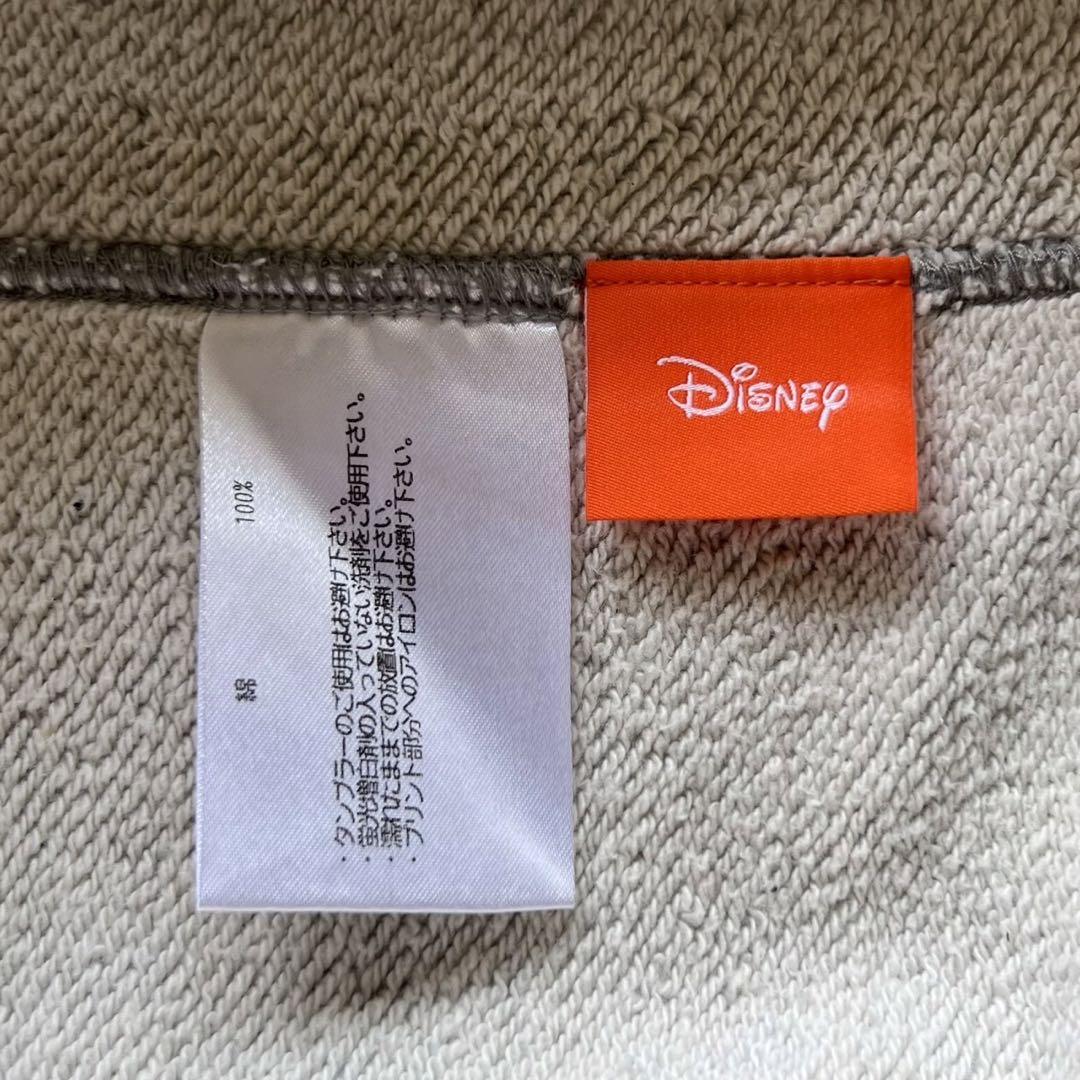 綿 100%
・タンブラーのご使用はお避け下さい。
・蛍光増白剤の入っていない洗剤をご使用下さい。
・濡れたままでの放置はお避け下さい。
・プリント部分へのアイロンはお避け下さい。
Disney